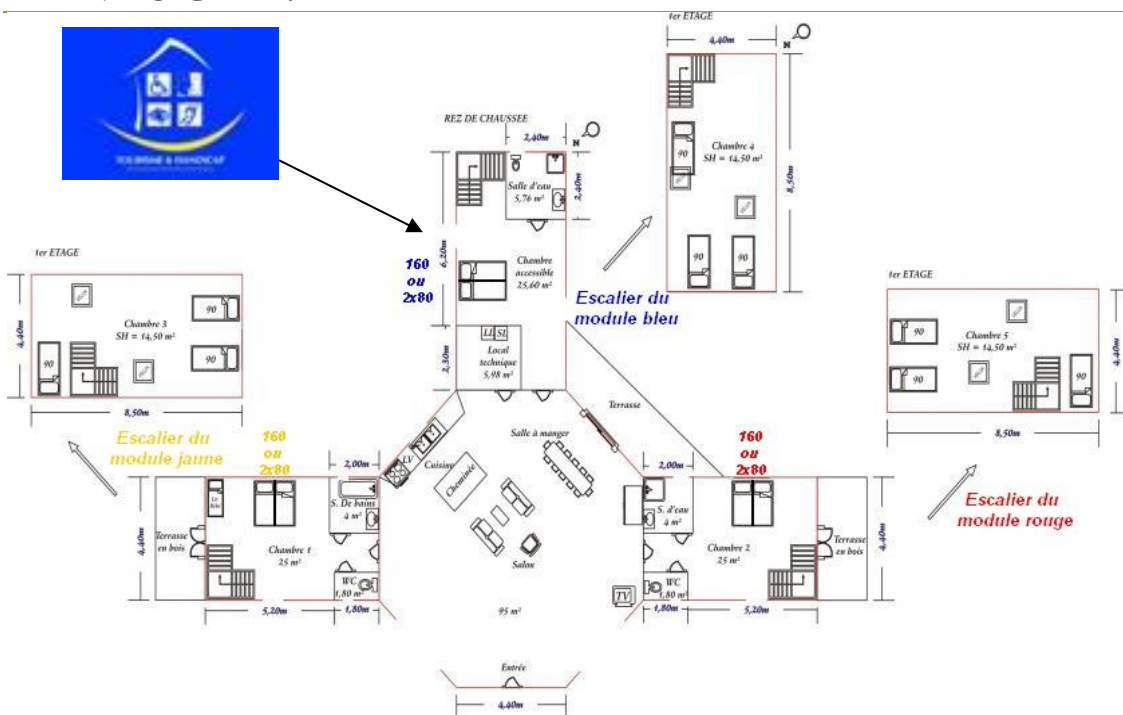 1er ETAGE
4,40m
N
Chambre 4
SH = 14,50 m²
90
90
90
8,50m
TOURISME & HANDICAP
REZ DE CHAUSSEE
2,40m
N
Salle d'eau
5,76 m²
2,40m
6,20m
160
ou
2x80
Chambre
accessible
25,60 m²
Escalier du
module bleu
LL SL
Local
technique
5,98 m²
2,30m
1er ETAGE
4,40m
Chambre 3
SH = 14,50 m²
90
90
90
8,50m
1er ETAGE
Chambre 5
SH = 14,50 m²
90
90
90
4,40m
8,50m
Escalier du
module jaune
160
ou
2x80
Terrasse
Salle à manger
LV
Cuisine
Cheminée
Salon
95 m²
TV
160
ou
2x80
Escalier du
module rouge
2,00m
S. De bains
4 m²
Lit
Bébé
Chambre 1
25 m²
Terrasse
en bois
4,40m
WC
1,80 m²
5,20m
1,80m
2,00m
S. d'eau
4 m²
Chambre 2
25 m²
Terrasse
en bois
4,40m
WC
1,80 m²
1,80m
5,20m
Entrée
4,40m